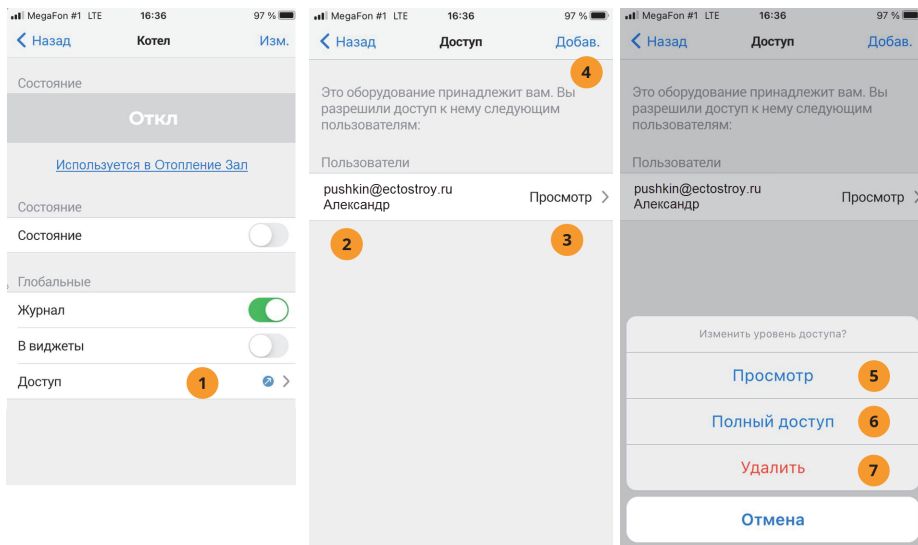 MegaFon #1 LTE 16:36 97 %
Назад Котел Изм.
Состояние
Откл
Используется в Отопление Зал
Состояние
Состояние
Глобальные
Журнал
В виджеты
Доступ 1
MegaFon #1 LTE 16:36 97 %
Назад Доступ Добав.
4
Это оборудование принадлежит вам. Вы
разрешили доступ к нему следующим
пользователям:
Пользователи
pushkin@ectostroy.ru
Александр
Просмотр
2 3
MegaFon #1 LTE 16:36 97 %
Назад Доступ Добав.
Это оборудование принадлежит вам. Вы
разрешили доступ к нему следующим
пользователям:
Пользователи
pushkin@ectostroy.ru
Александр
Просмотр
Изменить уровень доступа?
Просмотр 5
Полный доступ 6
Удалить 7
Отмена